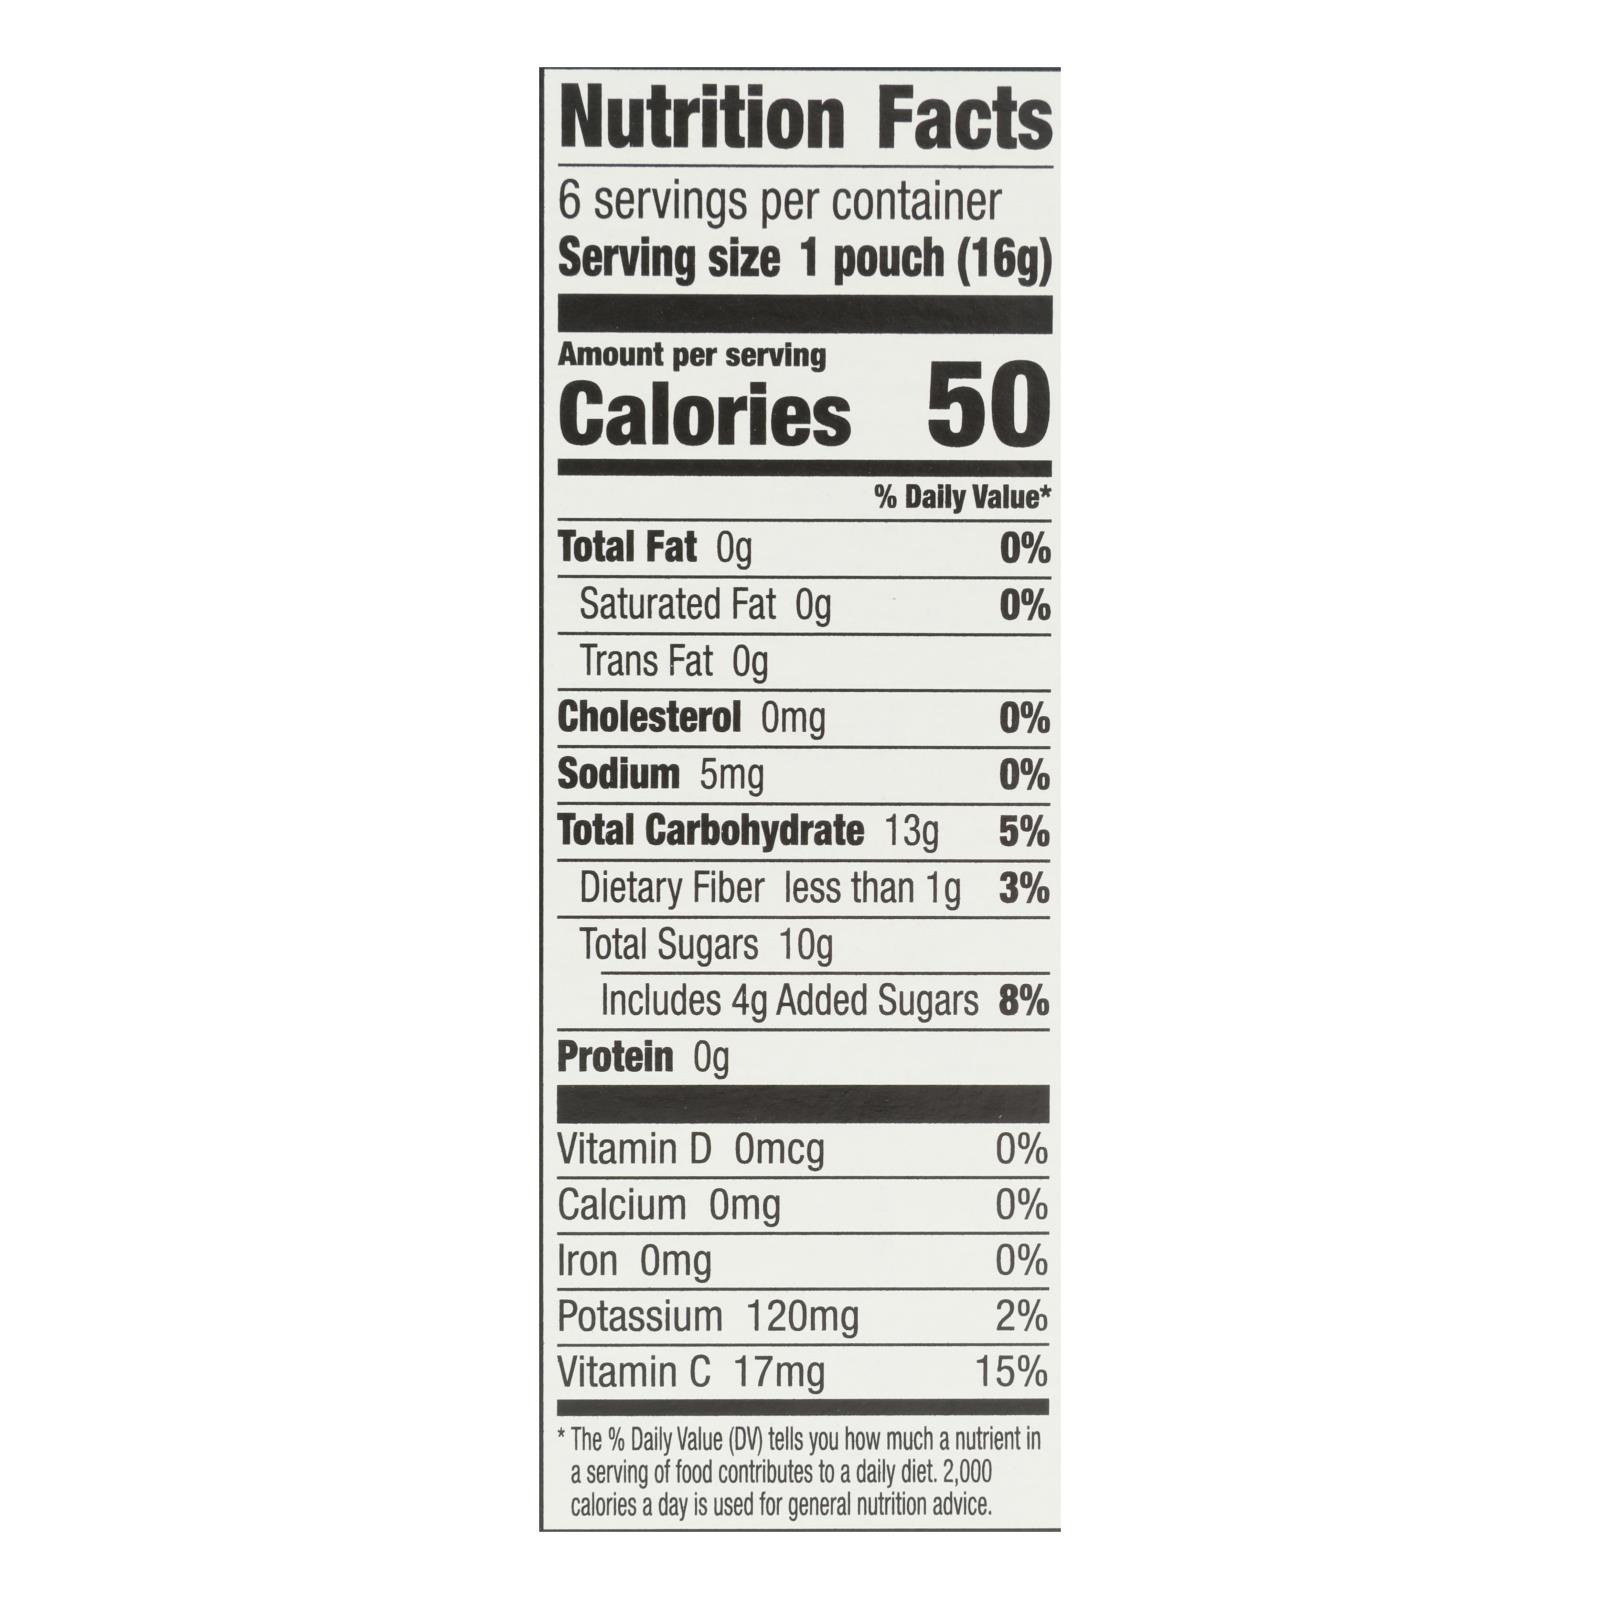 Nutrition Facts
6 servings per container
Serving size 1 pouch (16g)
Amount per serving
Calories 50
% Daily Value*
Total Fat 0g 0%
Saturated Fat 0g 0%
Trans Fat 0g
Cholesterol 0mg 0%
Sodium 5mg 0%
Total Carbohydrate 13g 5%
Dietary Fiber less than 1g 3%
Total Sugars 10g
Includes 4g Added Sugars 8%
Protein 0g
Vitamin D 0mcg 0%
Calcium 0mg 0%
Iron 0mg 0%
Potassium 120mg 2%
Vitamin C 17mg 15%
* The % Daily Value (DV) tells you how much a nutrient in
a serving of food contributes to a daily diet. 2,000
calories a day is used for general nutrition advice.